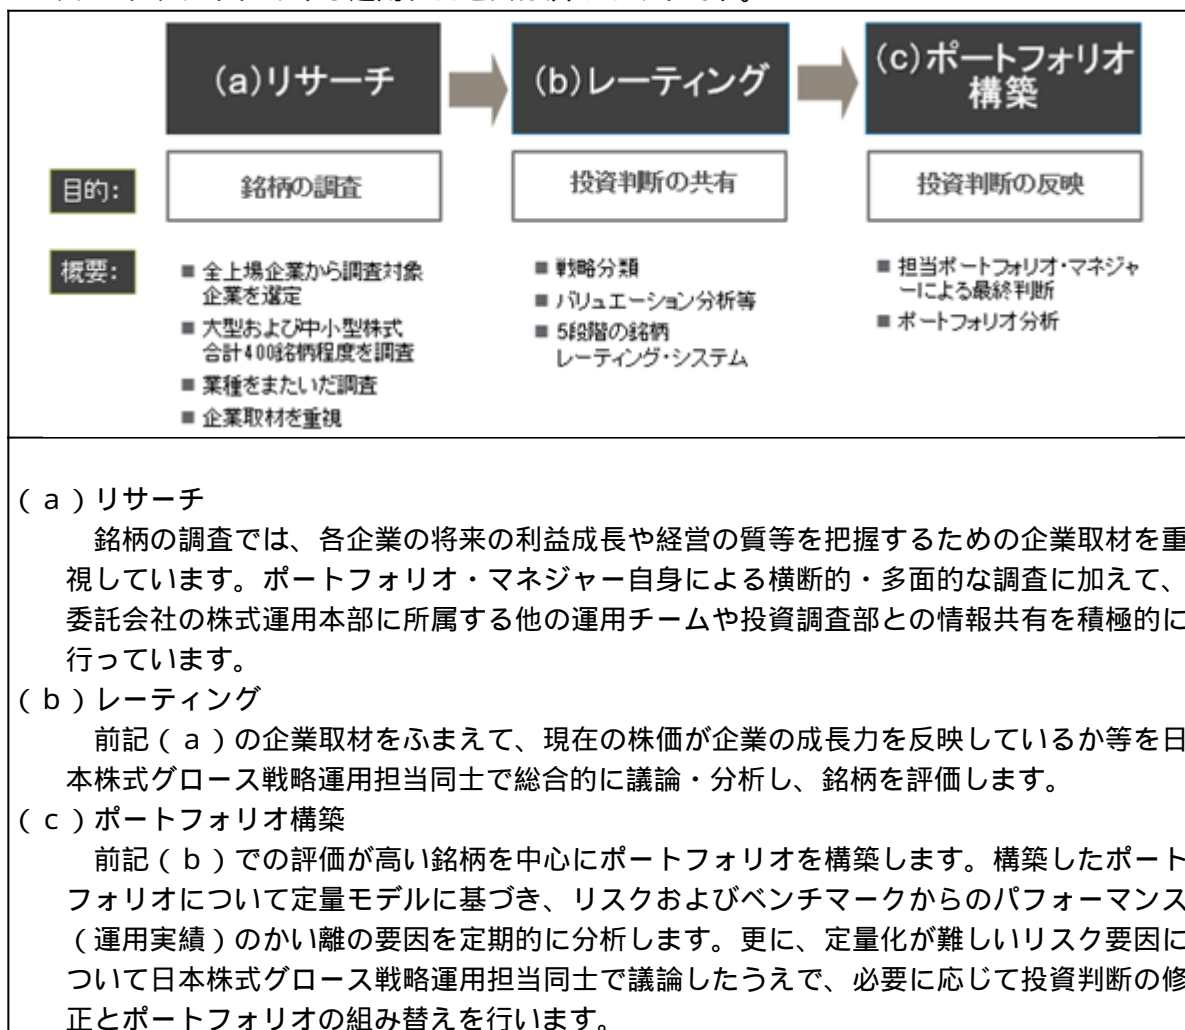 (a)リサーチ
(b)レーティング
(c)ポートフォリオ
構築
目的:
銘柄の調査
投資判断の共有
投資判断の反映
概要:
■ 全上場企業から調査対象
企業を選定
■ 大型および中小型株式
合計400銘柄程度を調査
■ 業種をまたいだ調査
■ 企業取材を重視
■ 戦略分類
■ バリュエーション分析等
■ 5段階の銘柄
レーティング・システム
■ 担当ポートフォリオ・マネジャ
ーによる最終判断
■ ポートフォリオ分析
(a)リサーチ
銘柄の調査では、各企業の将来の利益成長や経営の質等を把握するための企業取材を重
視しています。ポートフォリオ・マネジャー自身による横断的・多面的な調査に加えて、
委託会社の株式運用本部に所属する他の運用チームや投資調査部との情報共有を積極的に
行っています。
(b)レーティング
前記(a)の企業取材をふまえて、現在の株価が企業の成長力を反映しているか等を日
本株式グロース戦略運用担当同士で総合的に議論・分析し、銘柄を評価します。
(c)ポートフォリオ構築
前記(b)での評価が高い銘柄を中心にポートフォリオを構築します。構築したポート
フォリオについて定量モデルに基づき、リスクおよびベンチマークからのパフォーマンス
(運用実績)のかい離の要因を定期的に分析します。更に、定量化が難しいリスク要因に
ついて日本株式グロース戦略運用担当同士で議論したうえで、必要に応じて投資判断の修
正とポートフォリオの組み替えを行います。